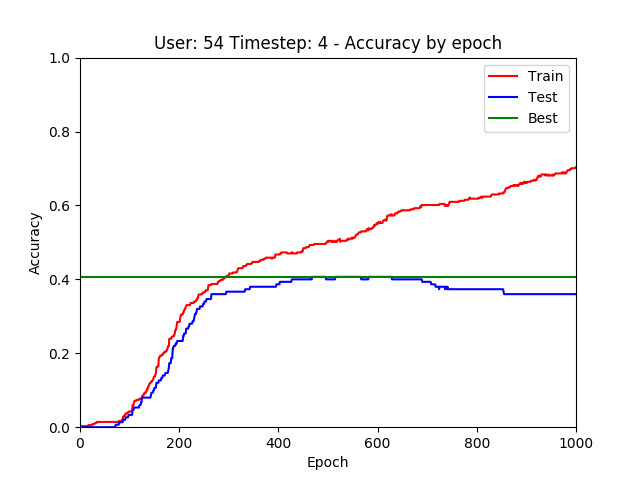 User: 54 Timestep: 4 - Accuracy by epoch
1.0
0.8
0.6
0.4
0.2
0.0
Accuracy
Train
Test
Best
0 200 400 600 800 1000
Epoch